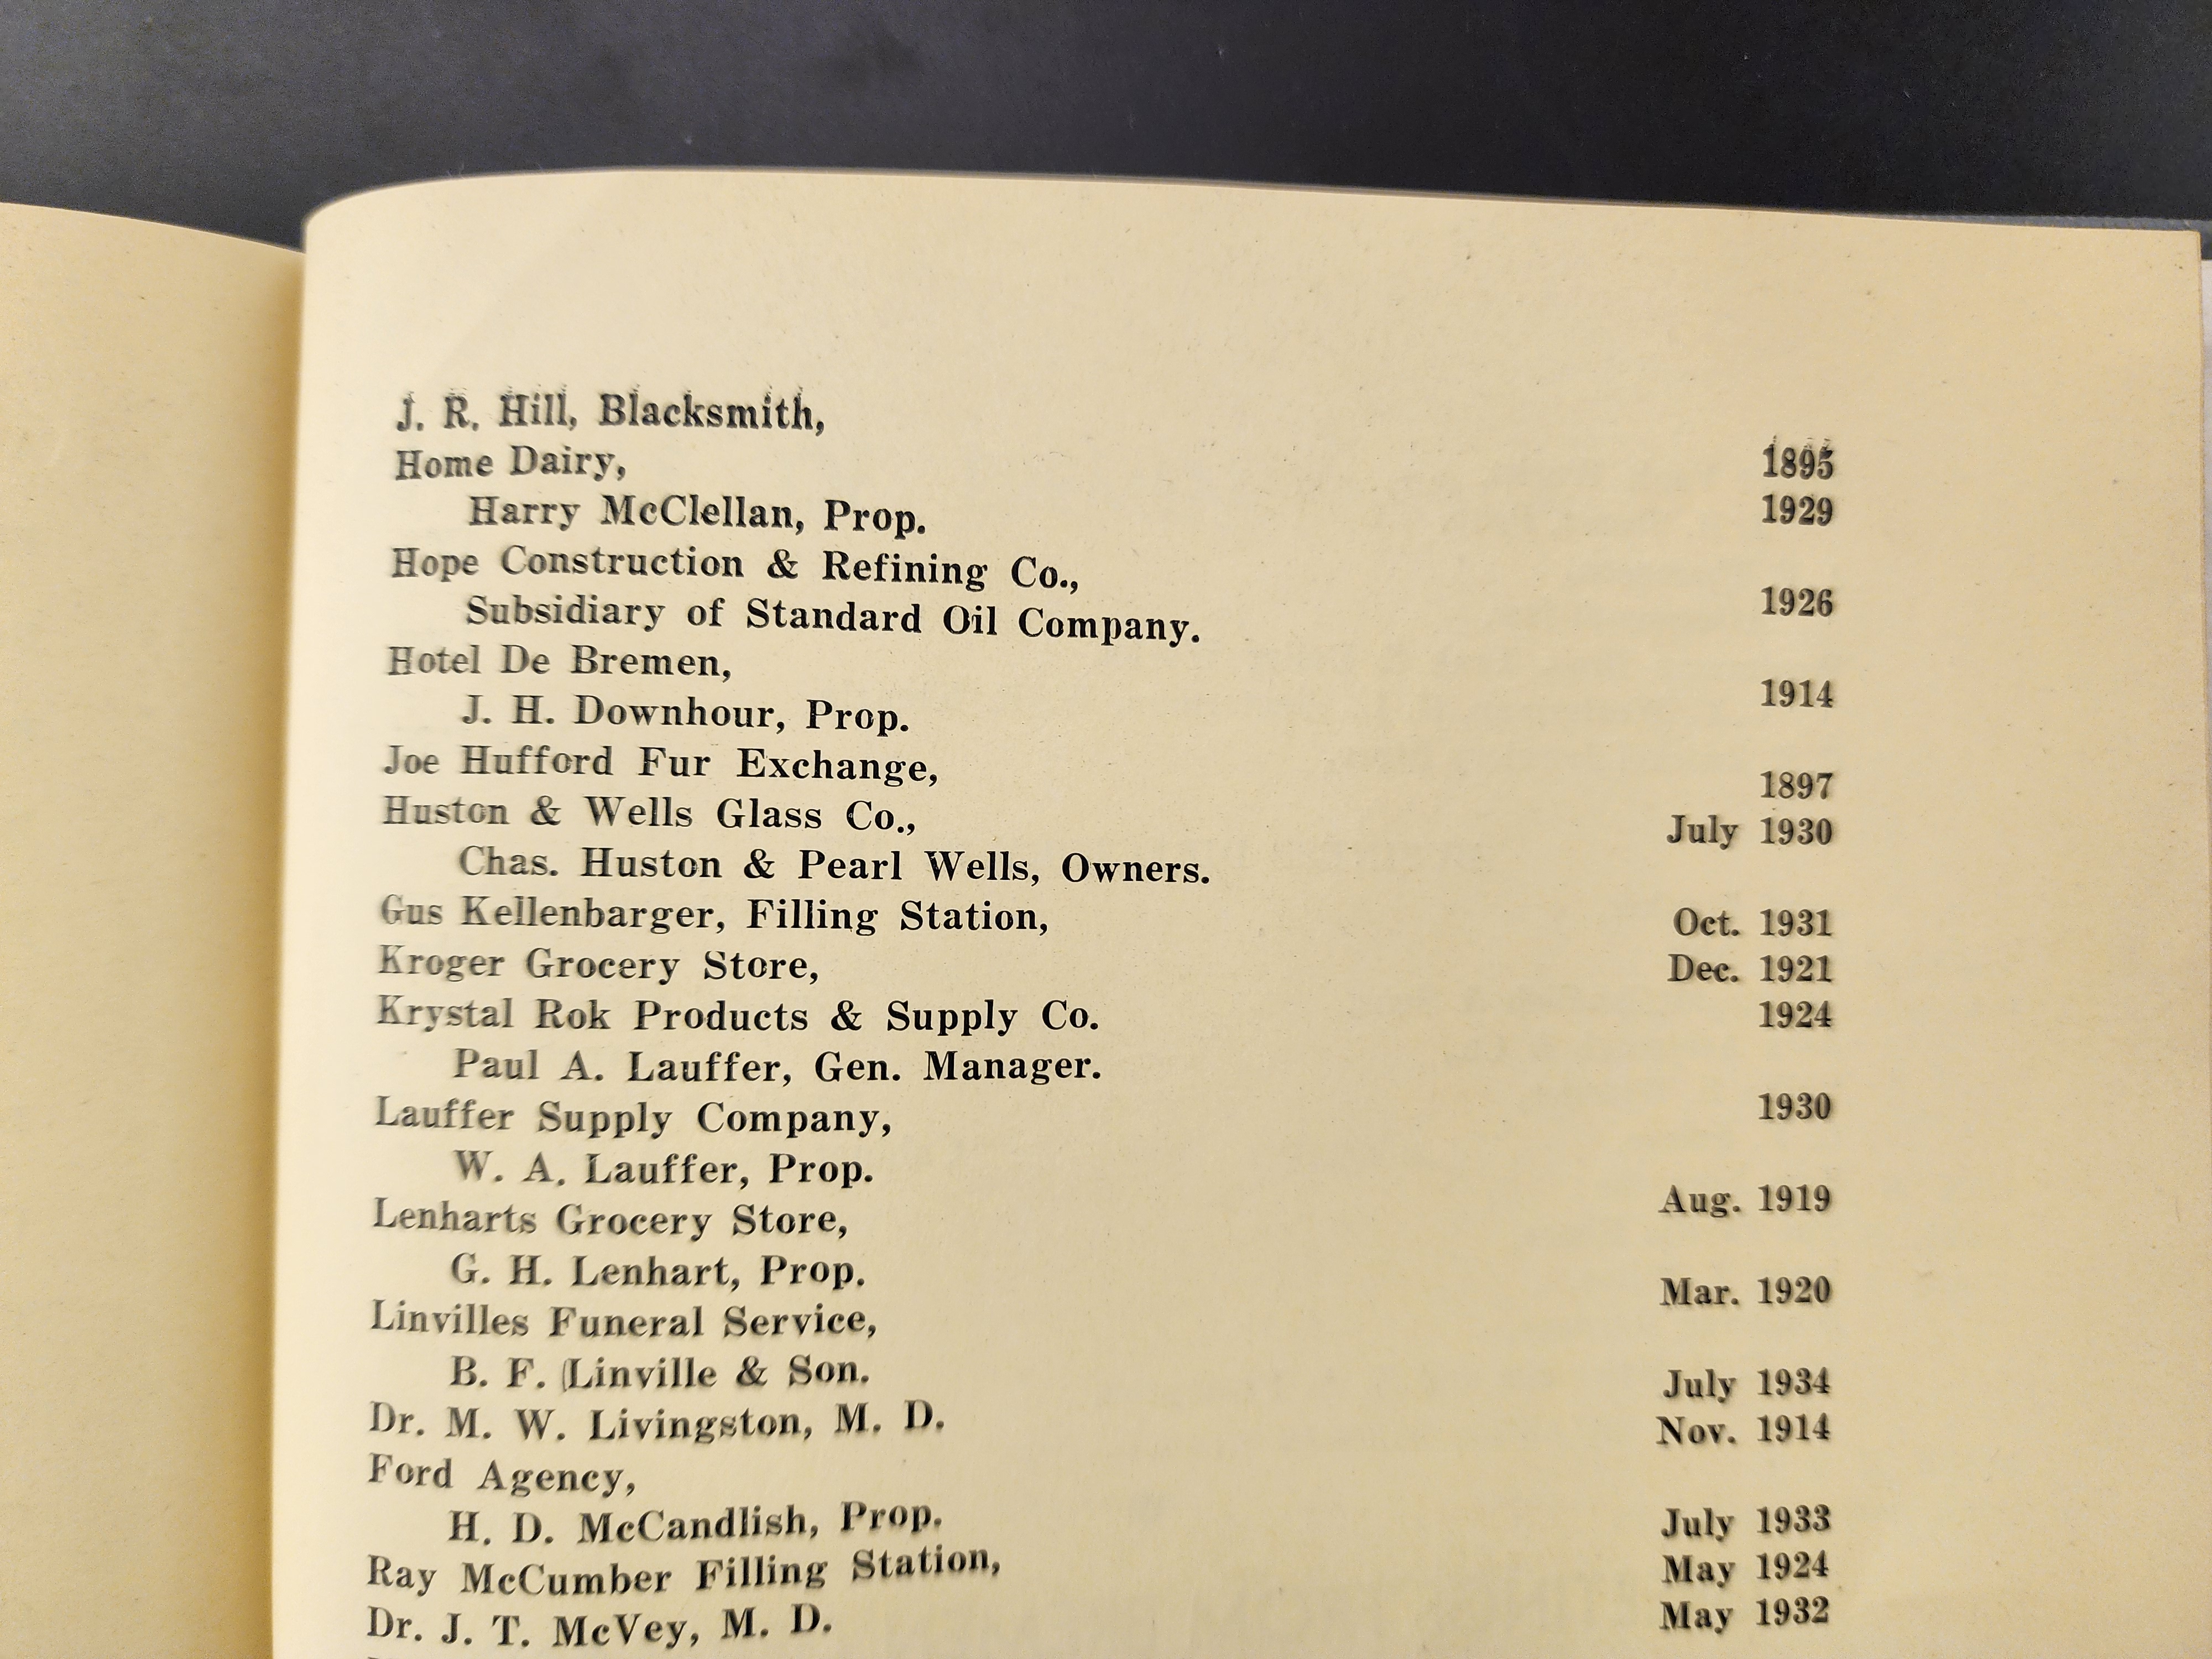 J. R. Hill, Blacksmith, 1895
Home Dairy, 1929
Harry McClellan, Prop.
Hope Construction & Refining Co., 1926
Subsidiary of Standard Oil Company.
Hotel De Bremen, 1914
J. H. Downhour, Prop.
Joe Hufford Fur Exchange, 1897
Huston & Wells Glass Co., July 1930
Chas. Huston & Pearl Wells, Owners.
Gus Kellenbarger, Filling Station, Oct. 1931
Kroger Grocery Store, Dec. 1921
Krystal Rok Products & Supply Co. 1924
Paul A. Lauffer, Gen. Manager.
Lauffer Supply Company, 1930
W. A. Lauffer, Prop.
Lenharts Grocery Store, Aug. 1919
G. H. Lenhart, Prop.
Linvilles Funeral Service, Mar. 1920
B. F. Linville & Son.
Dr. M. W. Livingston, M. D. July 1934
Ford Agency, Nov. 1914
H. D. McCandlish, Prop.
Ray McCumber Filling Station, July 1933
Dr. J. T. McVey, M. D. May 1924
May 1932